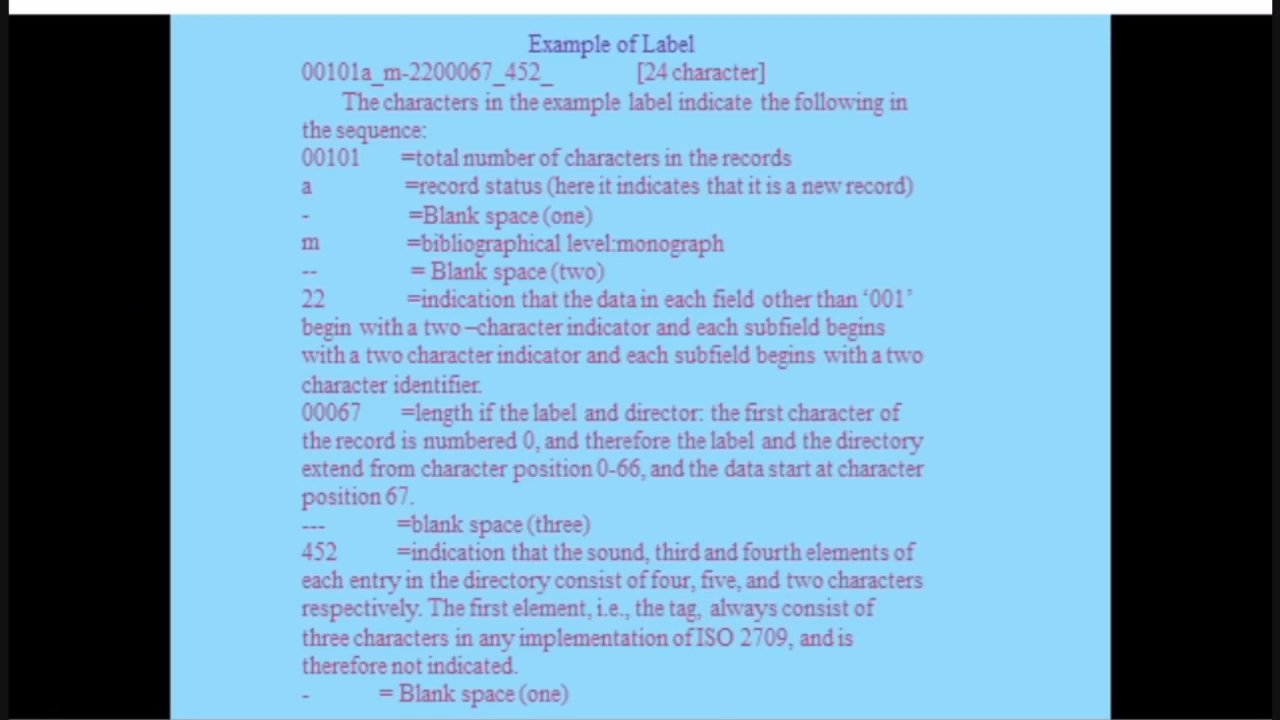 Example of Label
00101a_m-2200067_452_ [24 character]
The characters in the example label indicate the following in
the sequence:
00101 =total number of characters in the records
a =record status (here it indicates that it is a new record)
- =Blank space (one)
m =bibliographical level:monograph
-- = Blank space (two)
22 =indication that the data in each field other than ‘001’
begin with a two –character indicator and each subfield begins
with a two character indicator and each subfield begins with a two
character identifier.
00067 =length if the label and director: the first character of
the record is numbered 0, and therefore the label and the directory
extend from character position 0-66, and the data start at character
position 67.
--- =blank space (three)
452 =indication that the sound, third and fourth elements of
each entry in the directory consist of four, five, and two characters
respectively. The first element, i.e., the tag, always consist of
three characters in any implementation of ISO 2709, and is
therefore not indicated.
- = Blank space (one)